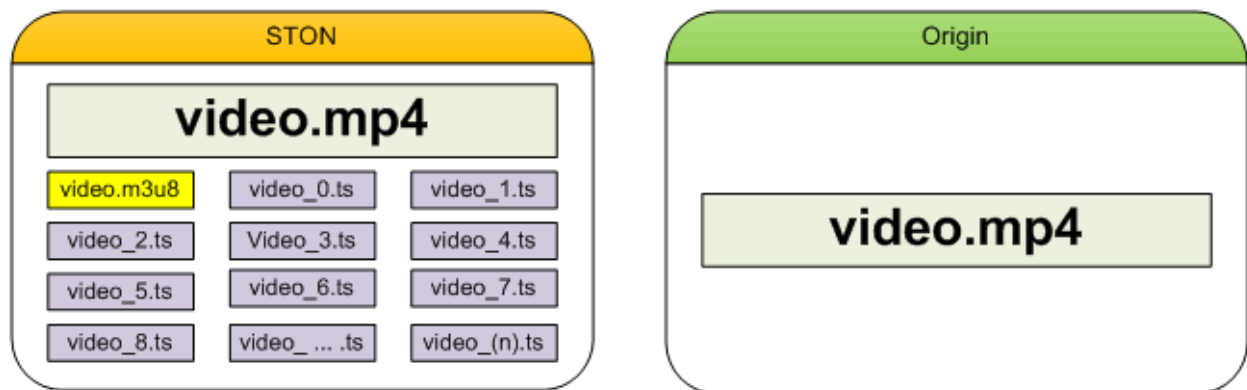 STON
video.mp4
video.m3u8 video_0.ts video_1.ts
video_2.ts Video_3.ts video_4.ts
video_5.ts video_6.ts video_7.ts
video_8.ts video_ ... .ts video_(n).ts
Origin
video.mp4